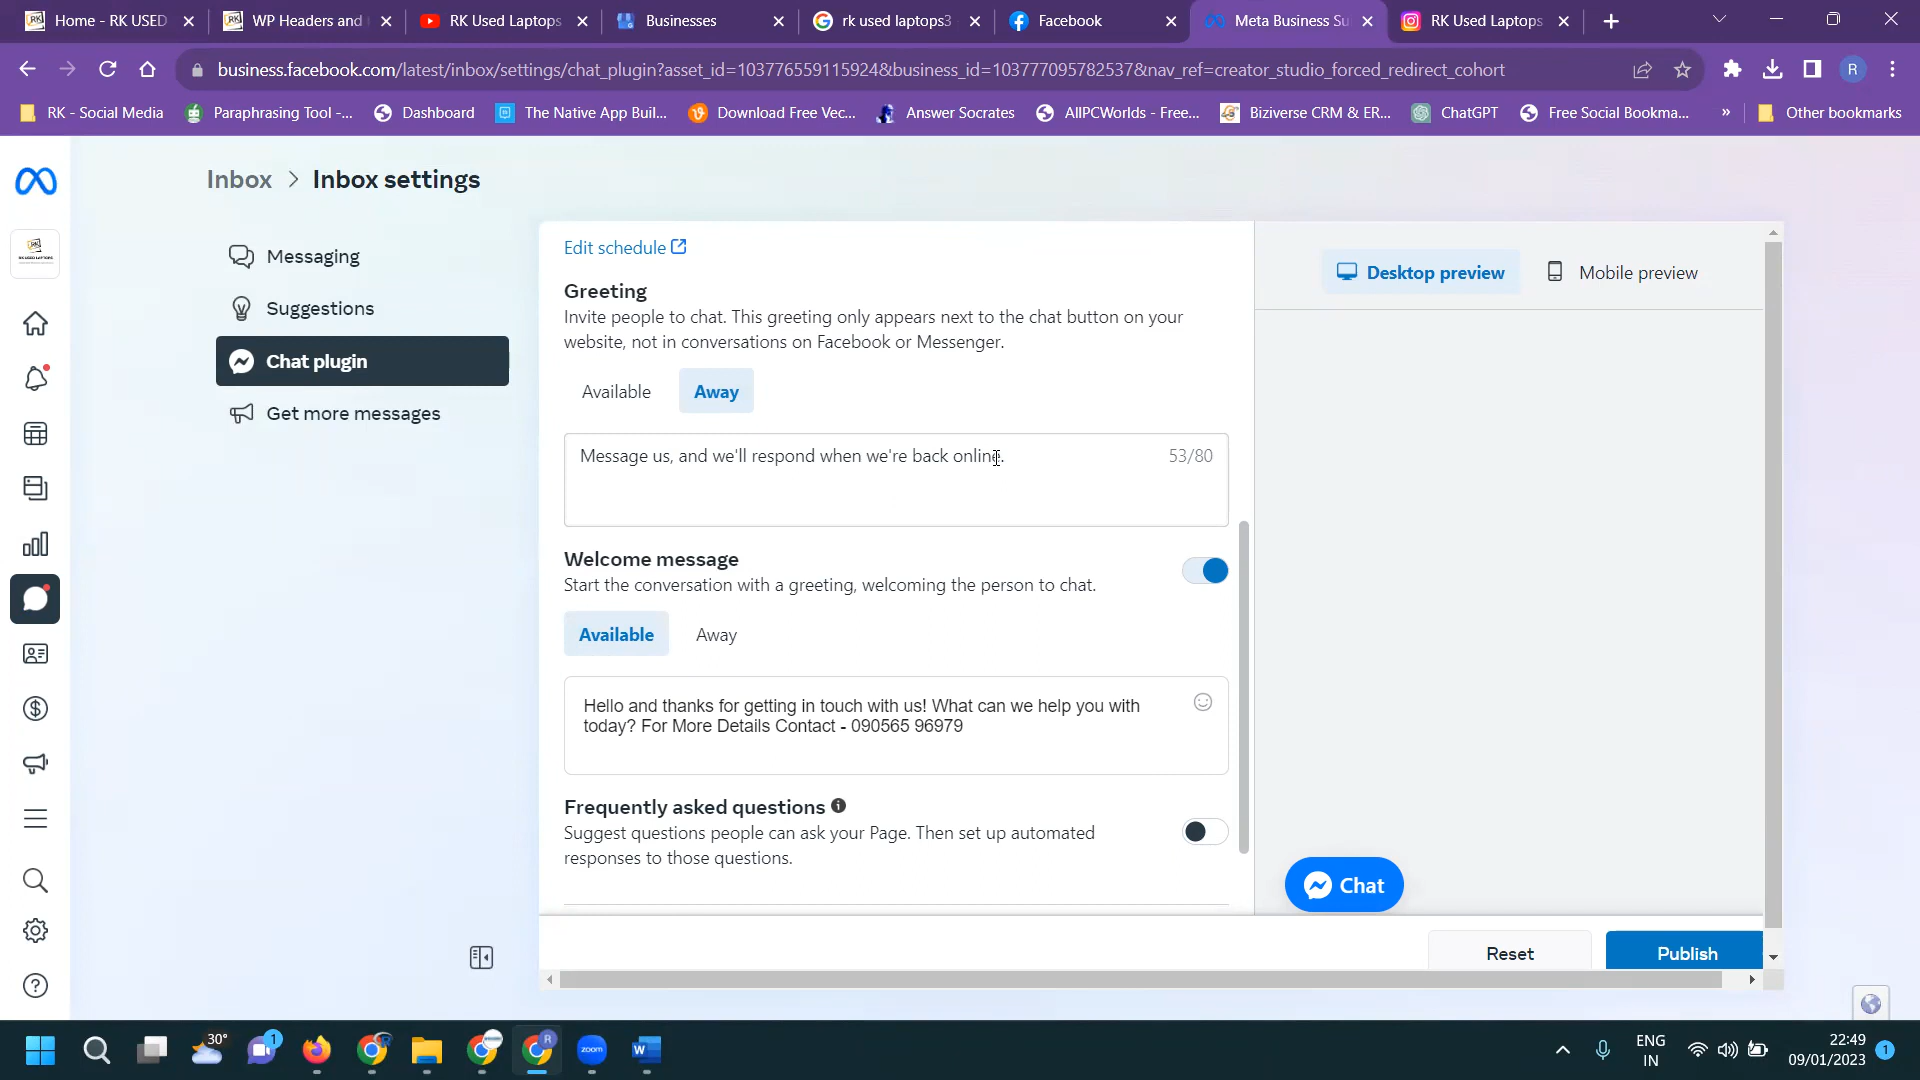 Home - RK USED
WP Headers and
RK Used Laptops
Businesses
rk used laptops3
Facebook
Meta Business Su
RK Used Laptops
business.facebook.com/latest/inbox/settings/chat_plugin?asset_id=103776559115924&business_id=103777095782537&nav_ref=creator_studio_forced_redirect_cohort
R
RK - Social Media
Paraphrasing Tool -...
Dashboard
The Native App Buil...
Download Free Vec...
Answer Socrates
AllPCWorlds - Free...
Biziverse CRM & ER...
ChatGPT
Free Social Bookma...
»
Other bookmarks
Inbox > Inbox settings
RK USED LAPTOPS
Messaging
Suggestions
Chat plugin
Get more messages
Edit schedule
Greeting
Invite people to chat. This greeting only appears next to the chat button on your
website, not in conversations on Facebook or Messenger.
Available Away
Message us, and we'll respond when we're back online. 53/80
Welcome message
Start the conversation with a greeting, welcoming the person to chat.
Available Away
Hello and thanks for getting in touch with us! What can we help you with
today? For More Details Contact - 090565 96979
Frequently asked questions
Suggest questions people can ask your Page. Then set up automated
responses to those questions.
Desktop preview Mobile preview
Chat
Reset Publish
30°
1
zoom
ENG
IN
22:49
09/01/2023
1